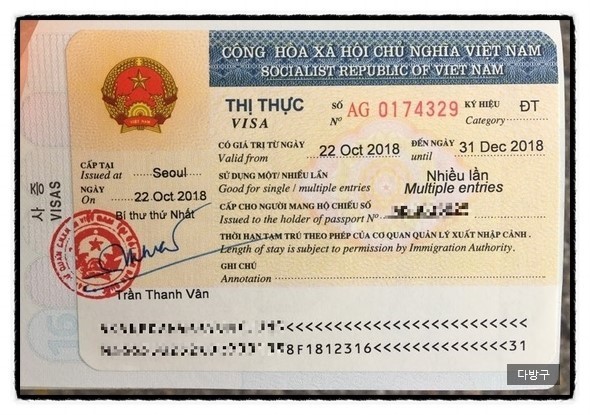 CỘNG HÒA XÃ HỘI CHỦ NGHĨA VIỆT NAM
SOCIALIST REPUBLIC OF VIET NAM
THỊ THỰC
VISA
SỐ
Nº
AG 0174329
KÝ HIỆU
Category
ĐT
CÓ GIÁ TRỊ TỪ NGÀY
Valid from
22 Oct 2018
ĐẾN NGÀY
until
31 Dec 2018
CẤP TẠI
Issued at
Seoul
NGÀY
On
22 Oct 2018
Bí thư thứ Nhất
SỬ DỤNG MỘT/ NHIỀU LẦN
Good for single / multiple entries
Nhiều lần
Multiple entries
CẤP CHO NGƯỜI MANG HỘ CHIẾU SỐ
Issued to the holder of passport Nº
THỜI HẠN TẠM TRÚ THEO PHÉP CỦA CƠ QUAN QUẢN LÝ XUẤT NHẬP CẢNH .
Length of stay is subject to permission by Immigration Authority.
GHI CHÚ
Annotation
Trần Thanh Vân
<<<<<<<<<<<<<<<<<<<<<<<<<<
8F1812316<<<<<<<<<<<<<<31
사증
VISAS
16
다방구